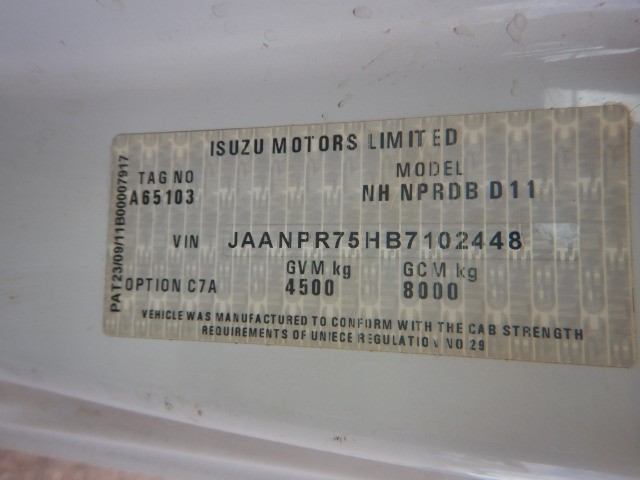 ISUZU MOTORS LIMITED
TAG NO
A65103
MODEL
NH NPRDB D11
VIN JAANPR75HB7102448
OPTION C7A
GVM kg
4500
GCM kg
8000
VEHICLE WAS MANUFACTURED TO CONFORM WITH THE CAB STRENGTH
REQUIREMENTS OF UNIECE REGULATION NO 29
PAT23/09/11B00007917